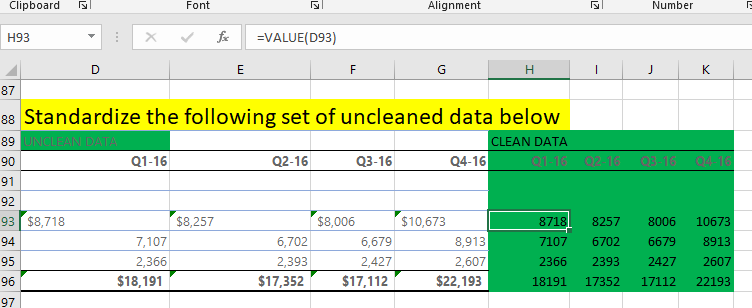 Clipboard Font Alignment Number
H93 fx =VALUE(D93)
D E F G H I J K
87
88 Standardize the following set of uncleaned data below
89 UNCLEAN DATA CLEAN DATA
90 Q1-16 Q2-16 Q3-16 Q4-16 Q1-16 Q2-16 Q3-16 Q4-16
91
92
93 $8,718 $8,257 $8,006 $10,673 8718 8257 8006 10673
94 7,107 6,702 6,679 8,913 7107 6702 6679 8913
95 2,366 2,393 2,427 2,607 2366 2393 2427 2607
96 $18,191 $17,352 $17,112 $22,193 18191 17352 17112 22193
97